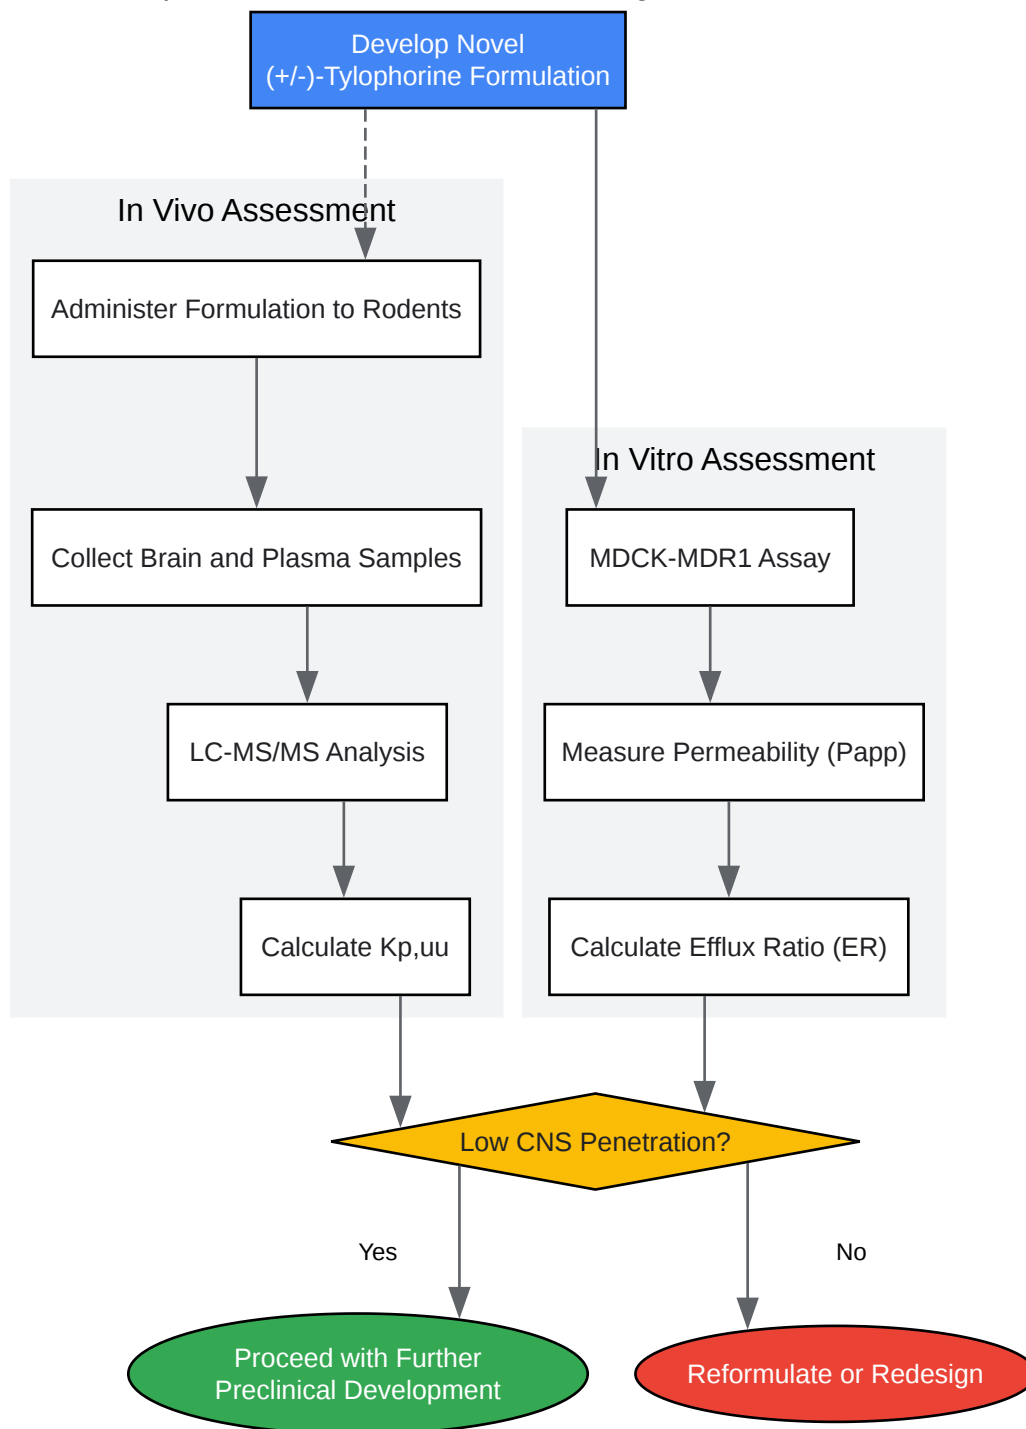 Develop Novel
(+/-)-Tylophorine Formulation
In Vivo Assessment
Administer Formulation to Rodents
Collect Brain and Plasma Samples
LC-MS/MS Analysis
Calculate Kp,uu
In Vitro Assessment
MDCK-MDR1 Assay
Measure Permeability (Papp)
Calculate Efflux Ratio (ER)
Low CNS Penetration?
Yes
No
Proceed with Further
Preclinical Development
Reformulate or Redesign